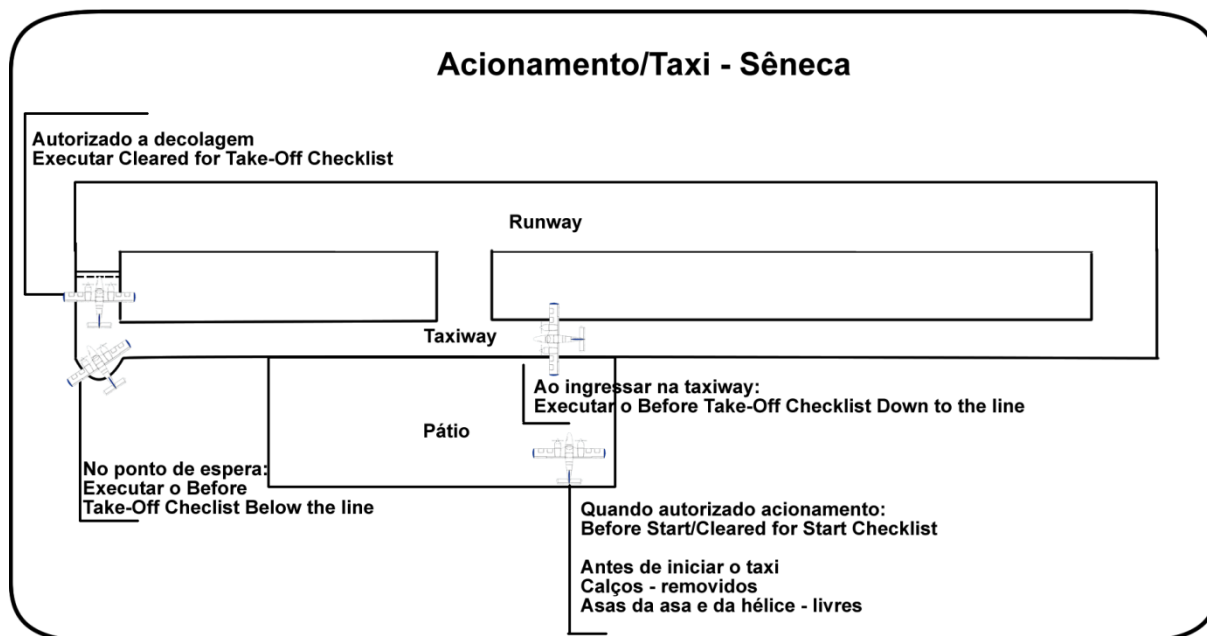 Acionamento/Taxi - Sêneca
Autorizado a decolagem
Executar Cleared for Take-Off Checklist
Runway
Taxiway
Ao ingressar na taxiway:
Executar o Before Take-Off Checklist Down to the line
Pátio
No ponto de espera:
Executar o Before
Take-Off Checlist Below the line
Quando autorizado acionamento:
Before Start/Cleared for Start Checklist
Antes de iniciar o taxi
Calços - removidos
Asas da asa e da hélice - livres